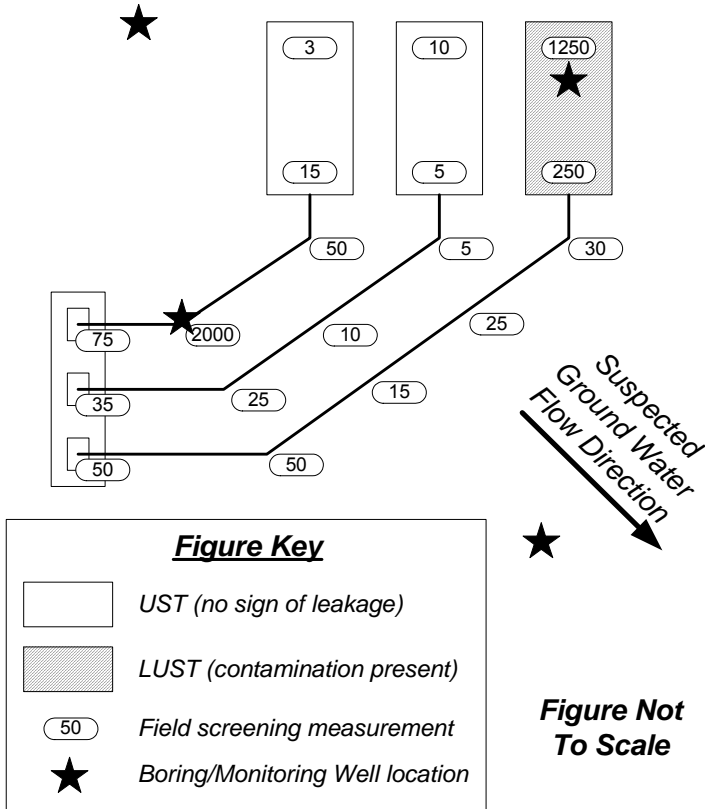 3
10
1250
15
5
250
50
5
30
75
2000
10
25
35
25
15
50
50
Suspected
Ground Water
Flow Direction
Figure Key
UST (no sign of leakage)
LUST (contamination present)
50
Field screening measurement
Boring/Monitoring Well location
Figure Not
To Scale